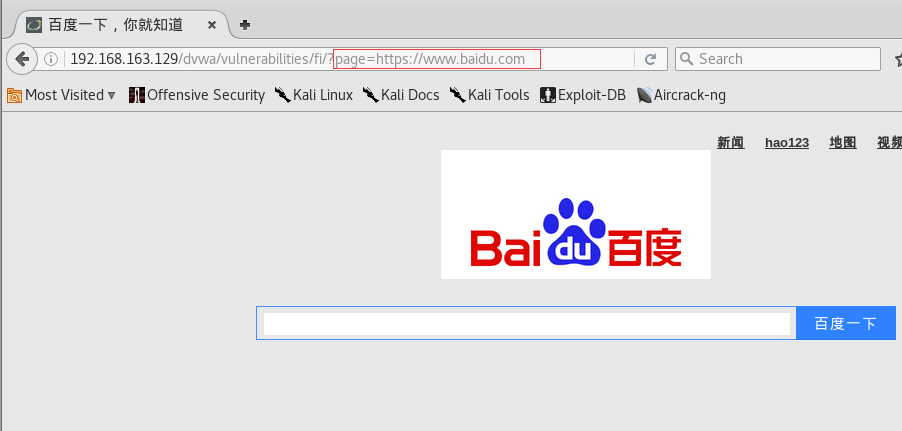 百度一下，你就知道
192.168.163.129/dvwa/vulnerabilities/fi/?page=https://www.baidu.com
Search
Most Visited
Offensive Security
Kali Linux
Kali Docs
Kali Tools
Exploit-DB
Aircrack-ng
新闻 hao123 地图 视频
Bai du 百度
百度一下